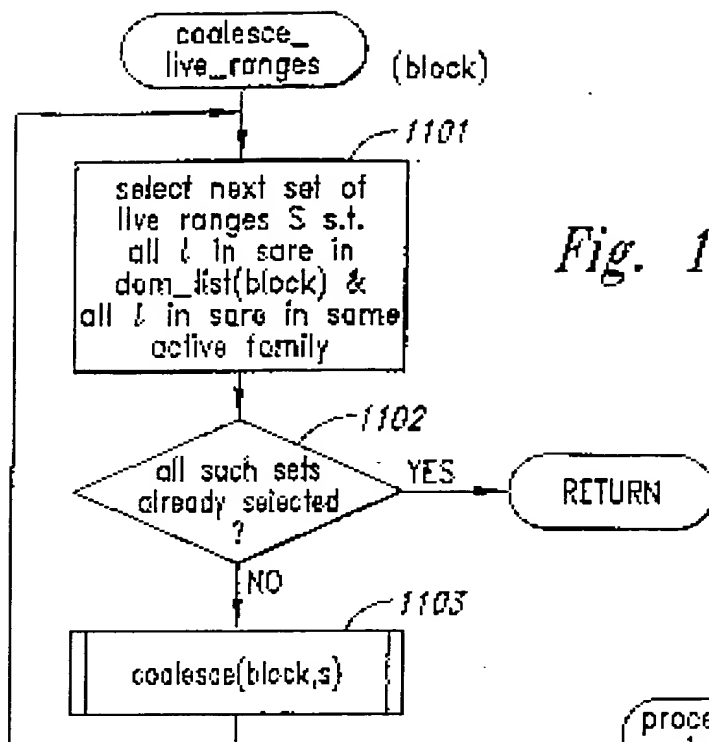 coalesce_
live_ranges
(block)
1101
select next set of
live ranges S s.t.
all l in sare in
dom_list(block) &
all l in sare in same
active family
Fig. 1
1102
all such sets
already selected
?
YES
RETURN
NO
1103
coalesce(block,s)
proce